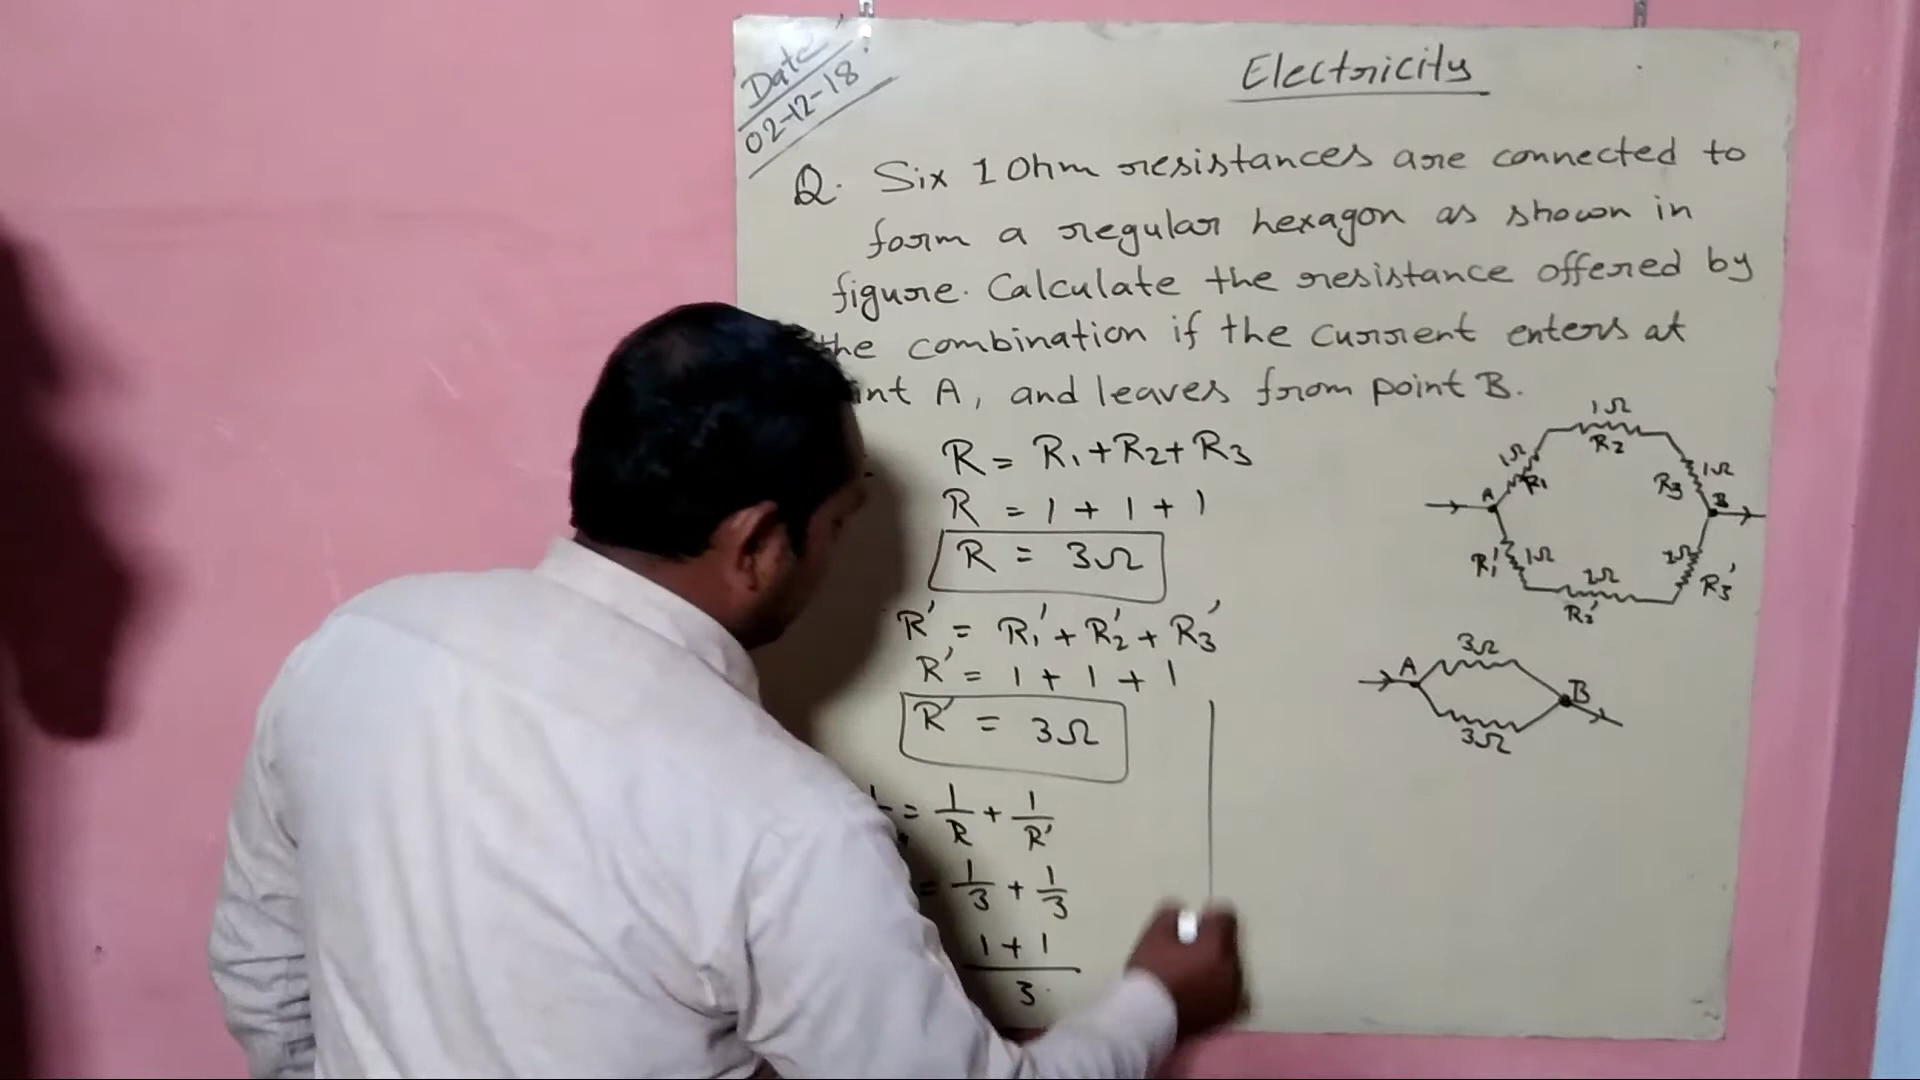 Date
02-12-18
Electricity
Q. Six 1 Ohm resistances are connected to
form a regular hexagon as shown in
figure. Calculate the resistance offered by
the combination if the current enters at
int A, and leaves from point B.
R = R1 + R2 + R3
R = 1 + 1 + 1
R = 3Ω
R' = R1' + R2' + R3'
R' = 1 + 1 + 1
R' = 3Ω
= 1/R + 1/R'
= 1/3 + 1/3
1 + 1
3
1Ω
R2
1Ω
R1
1Ω
R3
A
B
R1'
1Ω
1Ω
R2'
1Ω
R3'
3Ω
A
B
3Ω